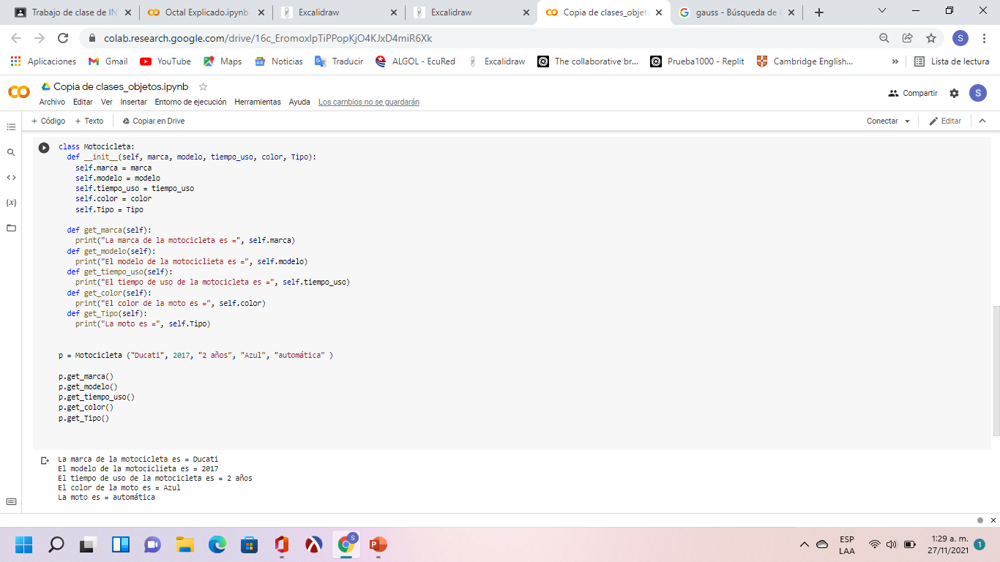 Trabajo de clase de IN
Octal Explicado.ipynb
Excalidraw
Excalidraw
Copia de clases_objet
gauss - Búsqueda de
colab.research.google.com/drive/16c_EromoxIpTiPPopKjO4KJxD4miR6Xk
S
Aplicaciones
Gmail
YouTube
Maps
Noticias
Traducir
ALGOL - EcuRed
Excalidraw
The collaborative br...
Prueba1000 - Replit
Cambridge English...
»
Lista de lectura
Copia de clases_objetos.ipynb
Archivo Editar Ver Insertar Entorno de ejecución Herramientas Ayuda Los cambios no se guardarán
Compartir
S
+ Código + Texto Copiar en Drive
Conectar
Editar
class Motocicleta:
def __init__(self, marca, modelo, tiempo_uso, color, Tipo):
self.marca = marca
self.modelo = modelo
self.tiempo_uso = tiempo_uso
self.color = color
self.Tipo = Tipo
def get_marca(self):
print("La marca de la motocicleta es =", self.marca)
def get_modelo(self):
print("El modelo de la motociclieta es =", self.modelo)
def get_tiempo_uso(self):
print("El tiempo de uso de la motocicleta es =", self.tiempo_uso)
def get_color(self):
print("El color de la moto es =", self.color)
def get_Tipo(self):
print("La moto es =", self.Tipo)
p = Motocicleta ("Ducati", 2017, "2 años", "Azul", "automática" )
p.get_marca()
p.get_modelo()
p.get_tiempo_uso()
p.get_color()
p.get_Tipo()
La marca de la motocicleta es = Ducati
El modelo de la motociclieta es = 2017
El tiempo de uso de la motocicleta es = 2 años
El color de la moto es = Azul
La moto es = automática
S
ESP
LAA
1:29 a. m.
27/11/2021
1